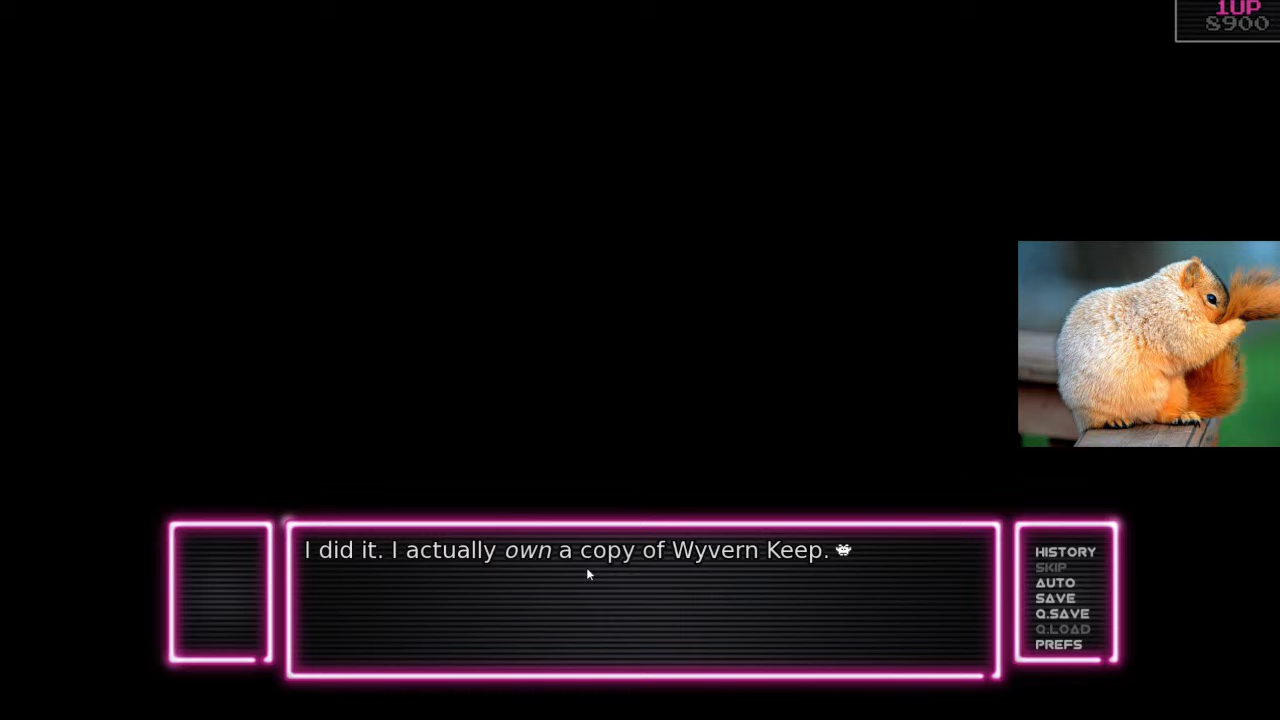 1UP
8900
I did it. I actually own a copy of Wyvern Keep.
HISTORY
SKIP
AUTO
SAVE
Q.SAVE
Q.LOAD
PREFS